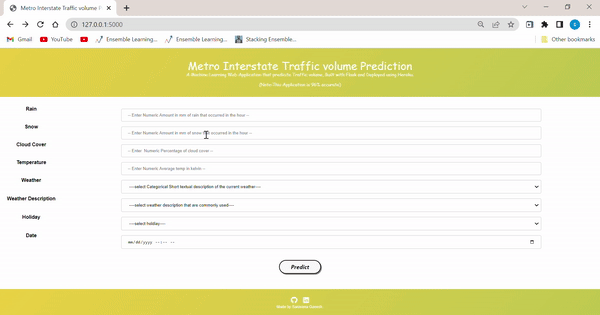 Metro Interstate Traffic volume P
127.0.0.1:5000
Gmail
YouTube
Ensemble Learning...
Ensemble Learning...
Stacking Ensemble...
Other bookmarks
Metro Interstate Traffic volume Prediction
A Machine Learning Web Application that predicts Traffic volume, Built with Flask and Deployed using Heroku.
(Note:This Application is 96% accurate).
Rain
-- Enter Numeric Amount in mm of rain that occurred in the hour --
Snow
-- Enter Numeric Amount in mm of snow that occurred in the hour --
Cloud Cover
-- Enter Numeric Percentage of cloud cover --
Temperature
-- Enter Numeric Average temp in kelvin --
Weather
---select Categorical Short textual description of the current weather---
Weather Description
---select weather description that are commonly used---
Holiday
---select holiday---
Date
mm/dd/yyyy --:-- --
Predict